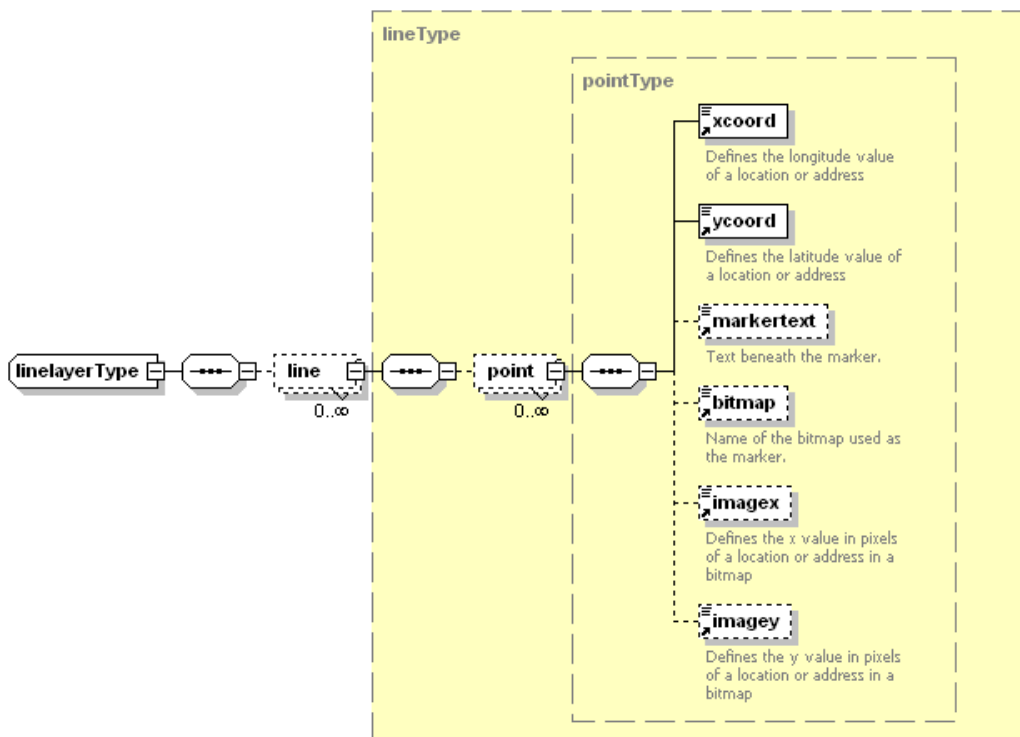 lineType
pointType
xcoord
Defines the longitude value
of a location or address
ycoord
Defines the latitude value of
a location or address
markertext
Text beneath the marker.
linelayerType
line
0..∞
point
0..∞
bitmap
Name of the bitmap used as
the marker.
imagex
Defines the x value in pixels
of a location or address in a
bitmap
imagey
Defines the y value in pixels
of a location or address in a
bitmap